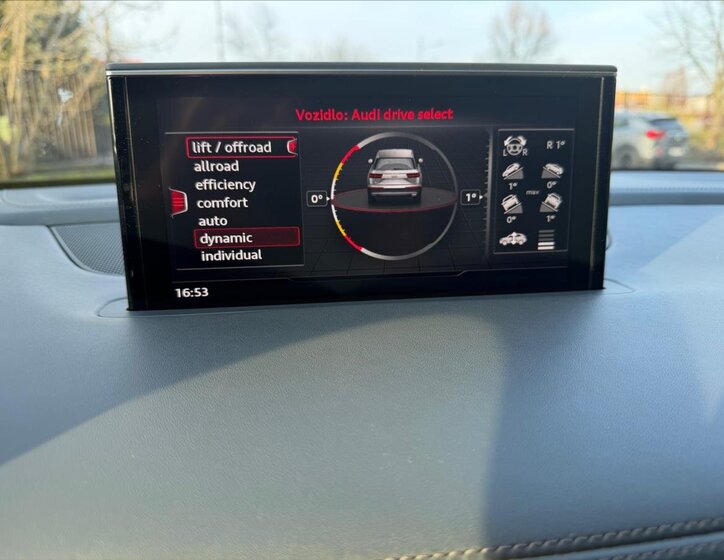 Vozidlo: Audi drive select
lift / offroad
allroad
efficiency
comfort
auto
dynamic
individual
0°
1°
L R
R 1°
1°
0°
max
0°
1°
16:53